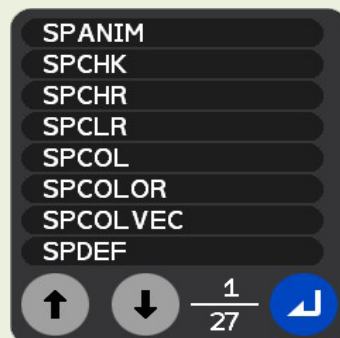 SPANIM
SPCHK
SPCHR
SPCLR
SPCOL
SPCOLOR
SPCOLVEC
SPDEF
1
27